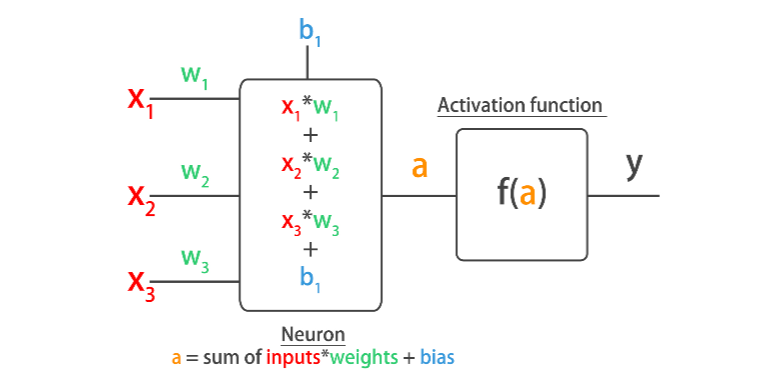 b₁
w₁
x₁
x₁*w₁
+
w₂
x₂
x₂*w₂
+
w₃
x₃
x₃*w₃
+
b₁
Neuron
a = sum of inputs*weights + bias
a
Activation function
f(a)
y